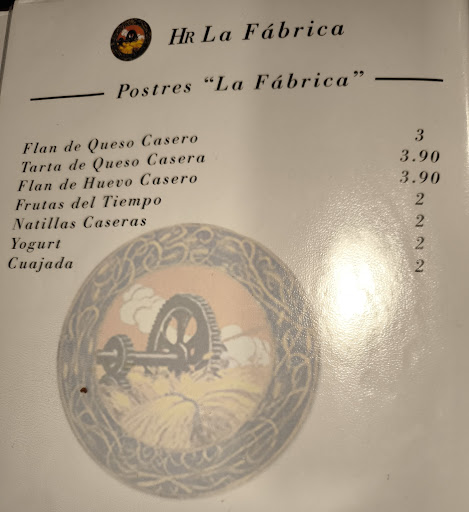 HR La Fábrica
Postres "La Fábrica"
Flan de Queso Casero 3
Tarta de Queso Casera 3.90
Flan de Huevo Casero 3.90
Frutas del Tiempo 2
Natillas Caseras 2
Yogurt 2
Cuajada 2